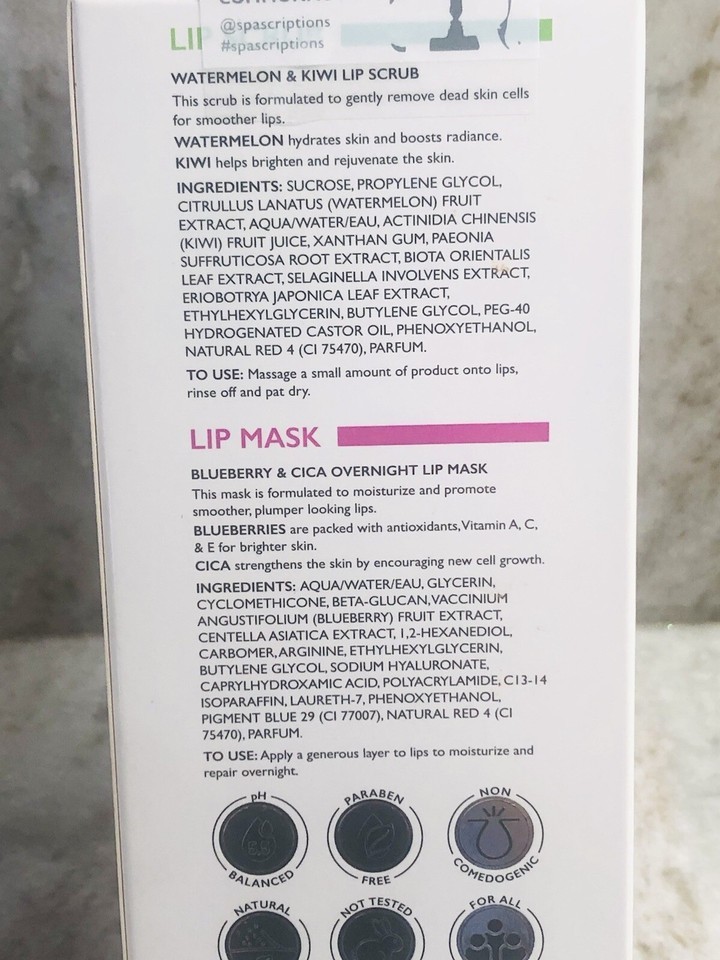 @spascriptions
#spascriptions
LIP
WATERMELON & KIWI LIP SCRUB
This scrub is formulated to gently remove dead skin cells
for smoother lips.
WATERMELON hydrates skin and boosts radiance.
KIWI helps brighten and rejuvenate the skin.
INGREDIENTS: SUCROSE, PROPYLENE GLYCOL,
CITRULLUS LANATUS (WATERMELON) FRUIT
EXTRACT, AQUA/WATER/EAU, ACTINIDIA CHINENSIS
(KIWI) FRUIT JUICE, XANTHAN GUM, PAEONIA
SUFFRUTICOSA ROOT EXTRACT, BIOTA ORIENTALIS
LEAF EXTRACT, SELAGINELLA INVOLVENS EXTRACT,
ERIOBOTRYA JAPONICA LEAF EXTRACT,
ETHYLHEXYLGLYCERIN, BUTYLENE GLYCOL, PEG-40
HYDROGENATED CASTOR OIL, PHENOXYETHANOL,
NATURAL RED 4 (CI 75470), PARFUM.
TO USE: Massage a small amount of product onto lips,
rinse off and pat dry.
LIP MASK
BLUEBERRY & CICA OVERNIGHT LIP MASK
This mask is formulated to moisturize and promote
smoother, plumper looking lips.
BLUEBERRIES are packed with antioxidants, Vitamin A, C,
& E for brighter skin.
CICA strengthens the skin by encouraging new cell growth.
INGREDIENTS: AQUA/WATER/EAU, GLYCERIN,
CYCLOMETHICONE, BETA-GLUCAN, VACCINIUM
ANGUSTIFOLIUM (BLUEBERRY) FRUIT EXTRACT,
CENTELLA ASIATICA EXTRACT, 1,2-HEXANEDIOL,
CARBOMER, ARGININE, ETHYLHEXYLGLYCERIN,
BUTYLENE GLYCOL, SODIUM HYALURONATE,
CAPRYLHYDROXAMIC ACID, POLYACRYLAMIDE, C13-14
ISOPARAFFIN, LAURETH-7, PHENOXYETHANOL,
PIGMENT BLUE 29 (CI 77007), NATURAL RED 4 (CI
75470), PARFUM.
TO USE: Apply a generous layer to lips to moisturize and
repair overnight.
pH
5.5
BALANCED
PARABEN
FREE
NON
COMEDOGENIC
NATURAL
NOT TESTED
FOR ALL